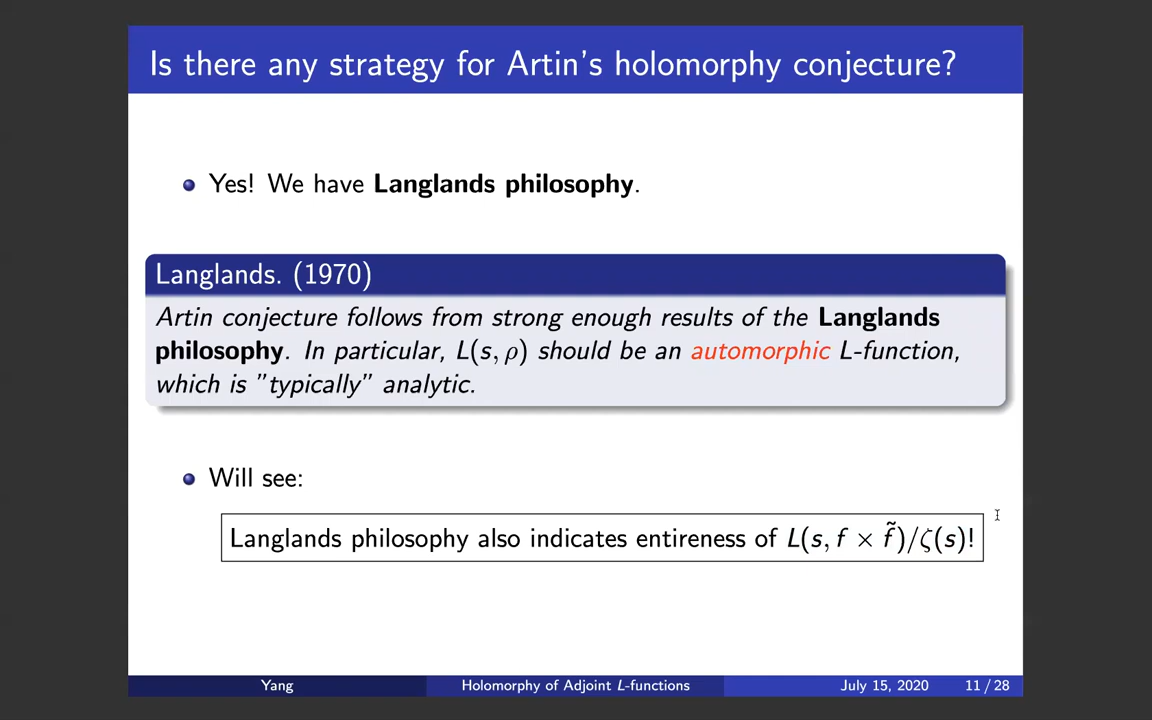 Is there any strategy for Artin's holomorphy conjecture?
Yes! We have Langlands philosophy.
Langlands. (1970)
Artin conjecture follows from strong enough results of the Langlands
philosophy. In particular, L(s, ρ) should be an automorphic L-function,
which is "typically" analytic.
Will see:
Langlands philosophy also indicates entireness of L(s, f × f̃)/ζ(s)!
Yang
Holomorphy of Adjoint L-functions
July 15, 2020
11 / 28